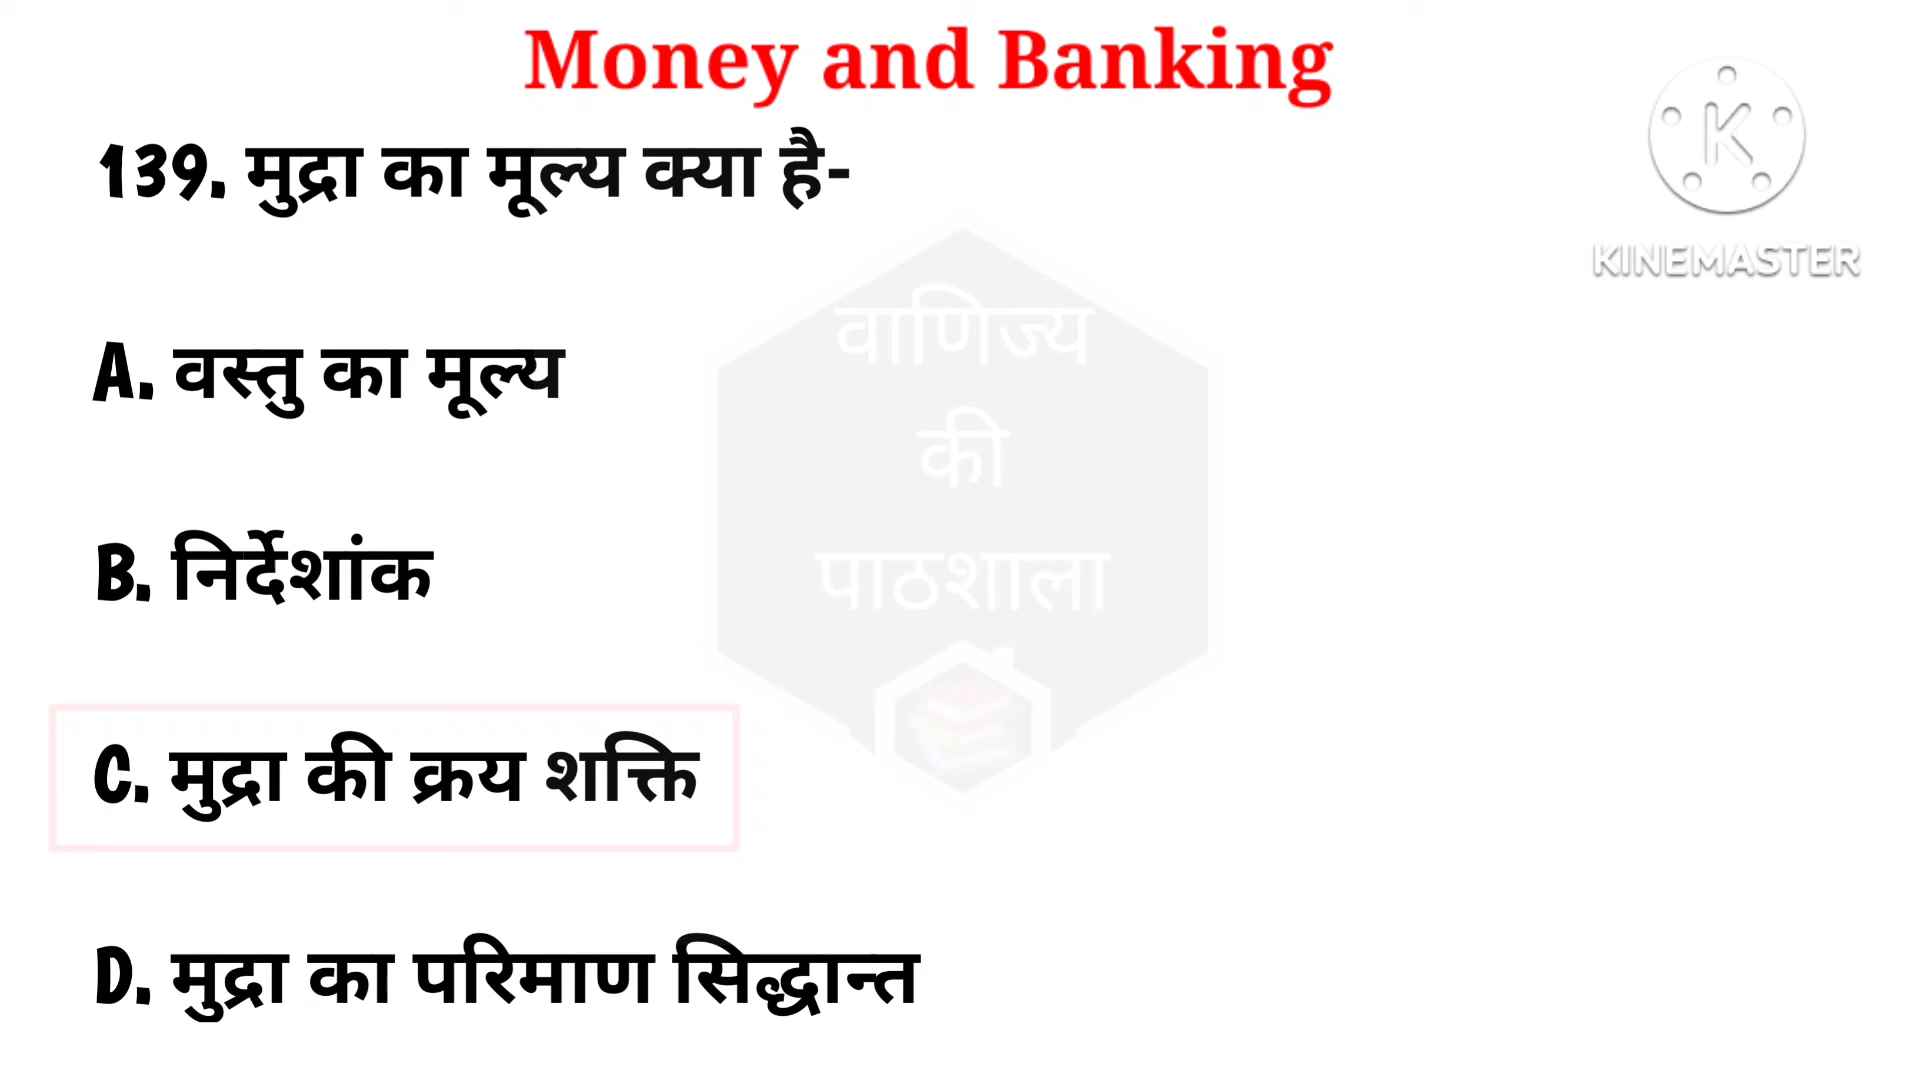 Money and Banking
139. मुद्रा का मूल्य क्या है-
KINEMASTER
A. वस्तु का मूल्य
B. निर्देशांक
C. मुद्रा की क्रय शक्ति
D. मुद्रा का परिमाण सिद्धान्त
वाणिज्य
की
पाठशाला